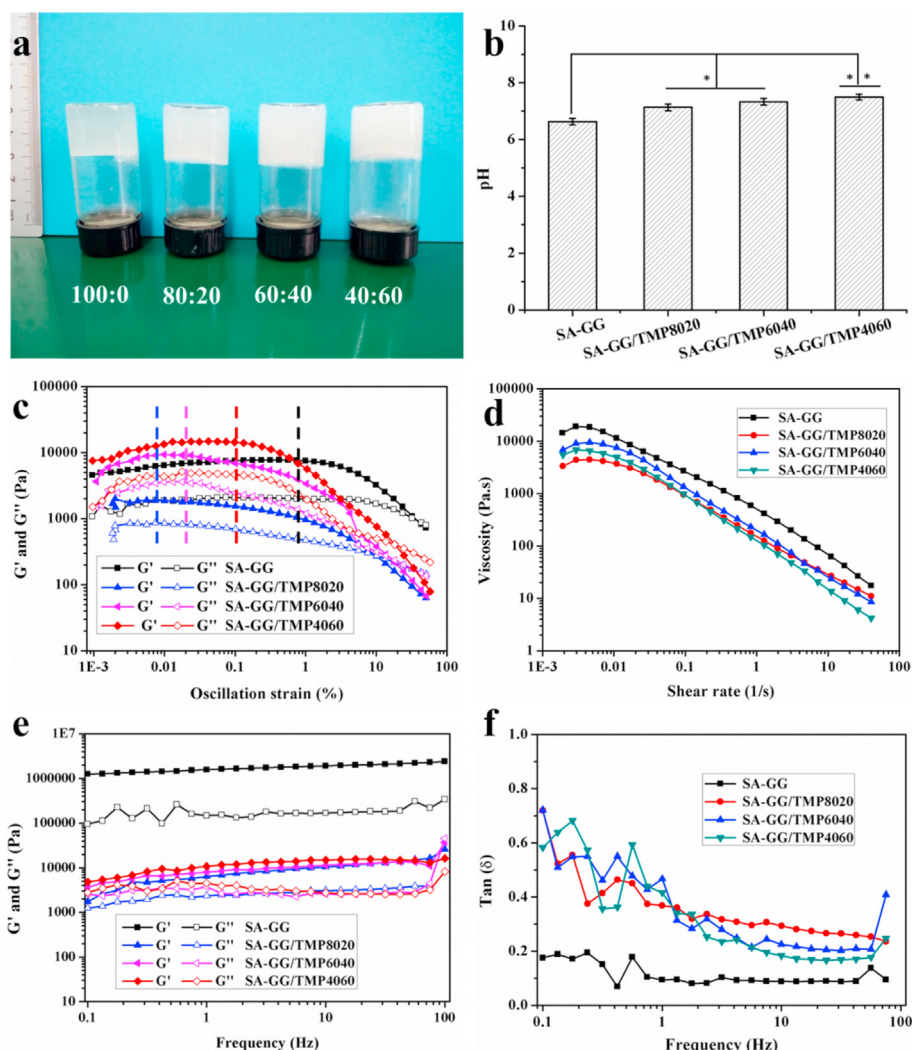 a
100:0 80:20 60:40 40:60
b
10
8
6
4
2
0
pH
*
* *
SA-GG
SA-GG/TMP8020
SA-GG/TMP6040
SA-GG/TMP4060
c
100000
10000
1000
100
10
G' and G'' (Pa)
G' G'' SA-GG
G' G'' SA-GG/TMP8020
G' G'' SA-GG/TMP6040
G' G'' SA-GG/TMP4060
1E-3 0.01 0.1 1 10 100
Oscillation strain (%)
d
100000
10000
1000
100
10
1
Viscosity (Pa.s)
SA-GG
SA-GG/TMP8020
SA-GG/TMP6040
SA-GG/TMP4060
1E-3 0.01 0.1 1 10 100
Shear rate (1/s)
e
1E7
1000000
100000
10000
1000
100
10
G' and G'' (Pa)
G' G'' SA-GG
G' G'' SA-GG/TMP8020
G' G'' SA-GG/TMP6040
G' G'' SA-GG/TMP4060
0.1 1 10 100
Frequency (Hz)
f
1.0
0.8
0.6
0.4
0.2
0.0
Tan (δ)
SA-GG
SA-GG/TMP8020
SA-GG/TMP6040
SA-GG/TMP4060
0.1 1 10 100
Frequency (Hz)